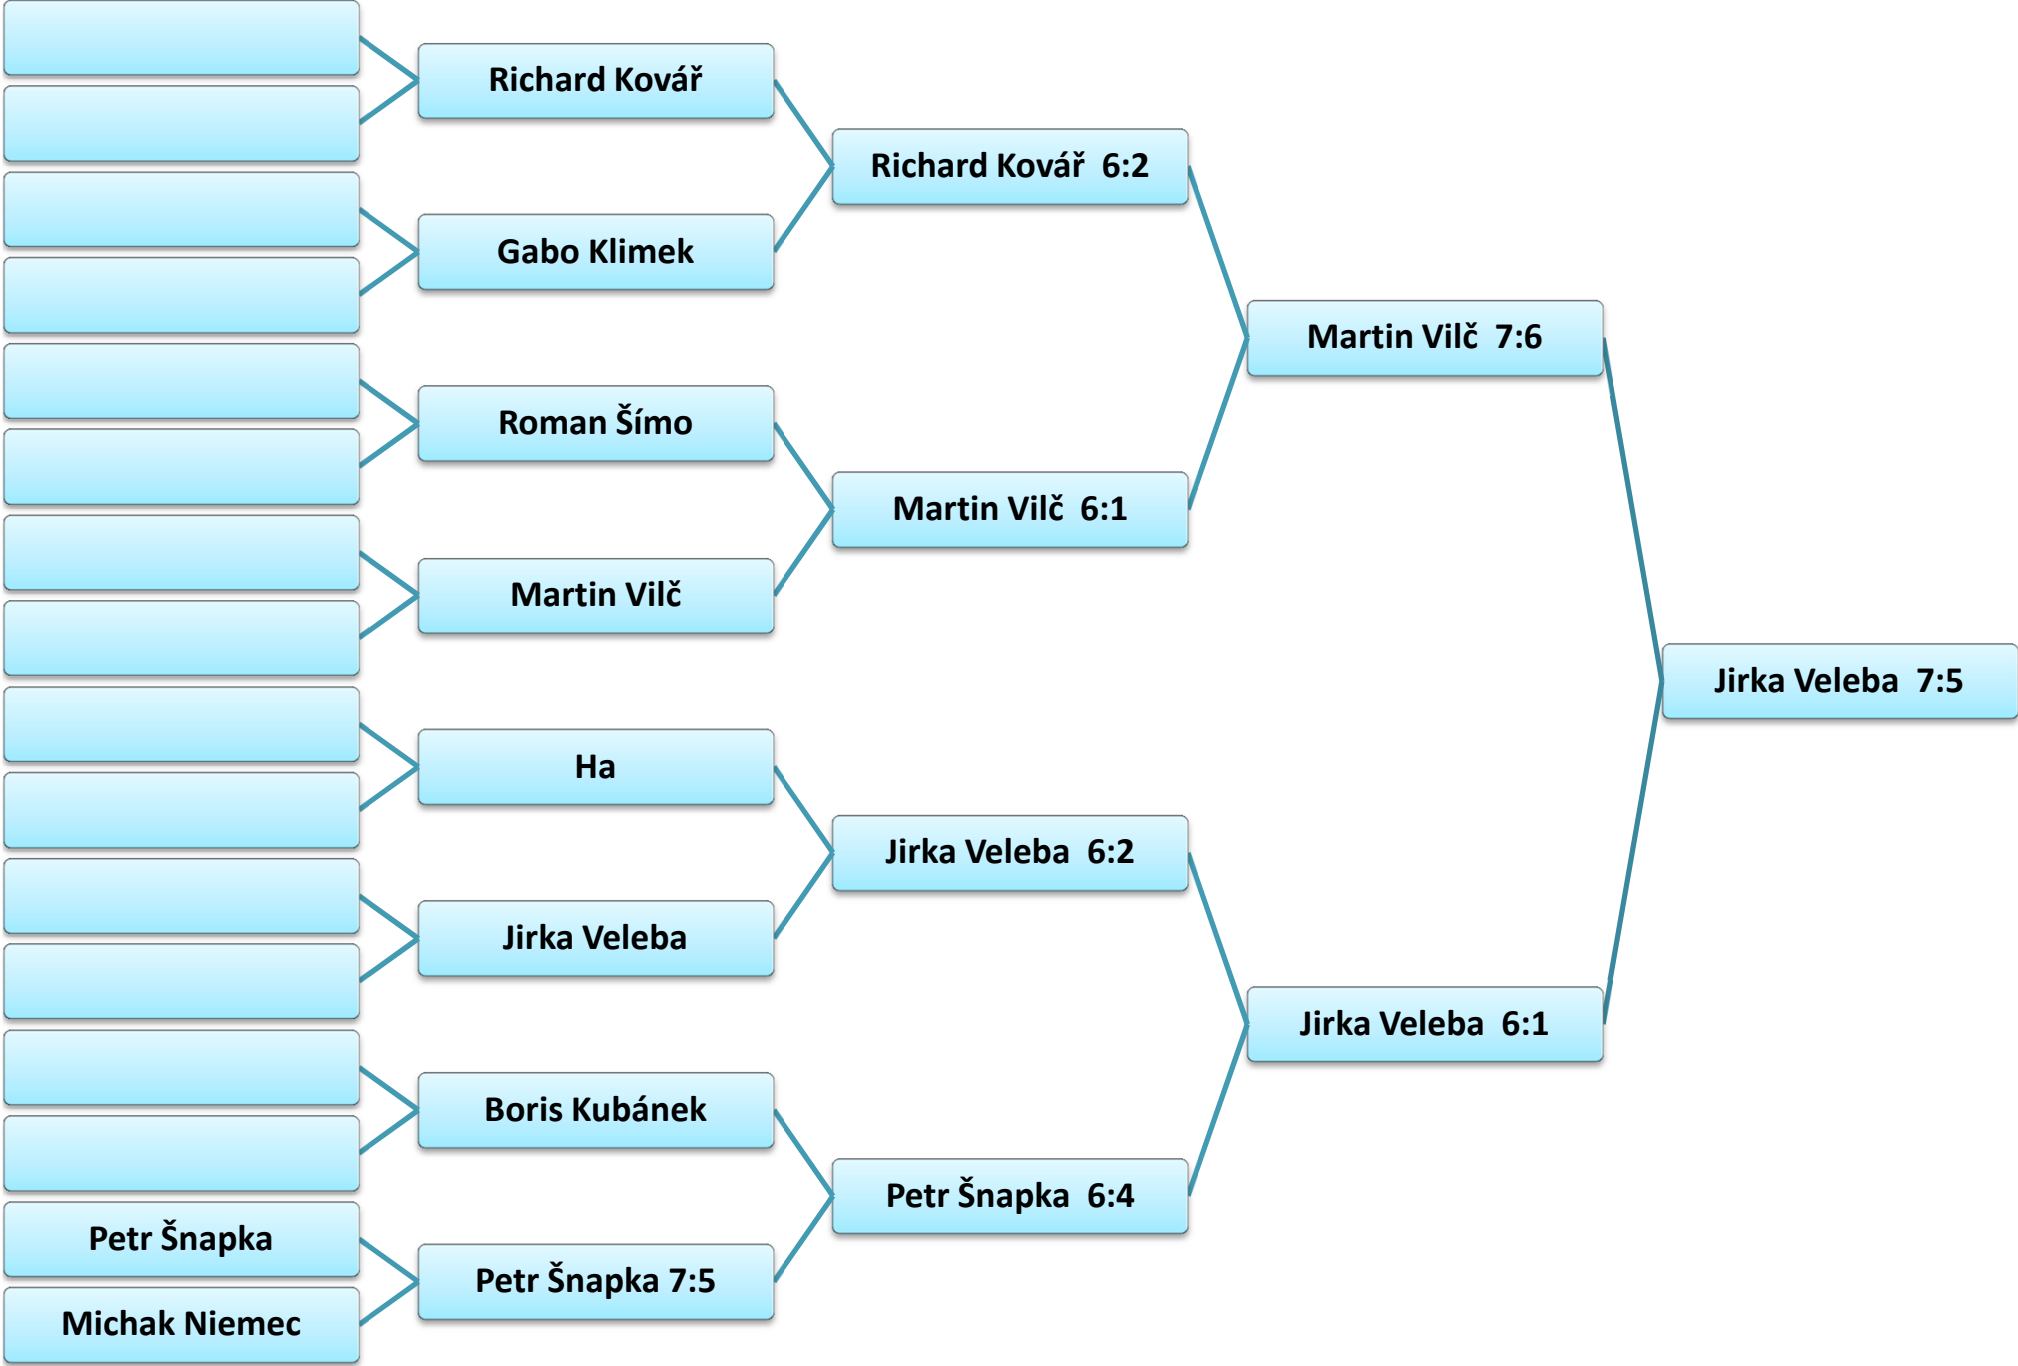 Richard Kovář
Richard Kovář  6:2
Gabo Klimek
Martin Vilč  7:6
Roman Šímo
Martin Vilč  6:1
Martin Vilč
Jirka Veleba  7:5
Ha
Jirka Veleba  6:2
Jirka Veleba
Jirka Veleba  6:1
Boris Kubánek
Petr Šnapka  6:4
Petr Šnapka
Petr Šnapka 7:5
Michak Niemec